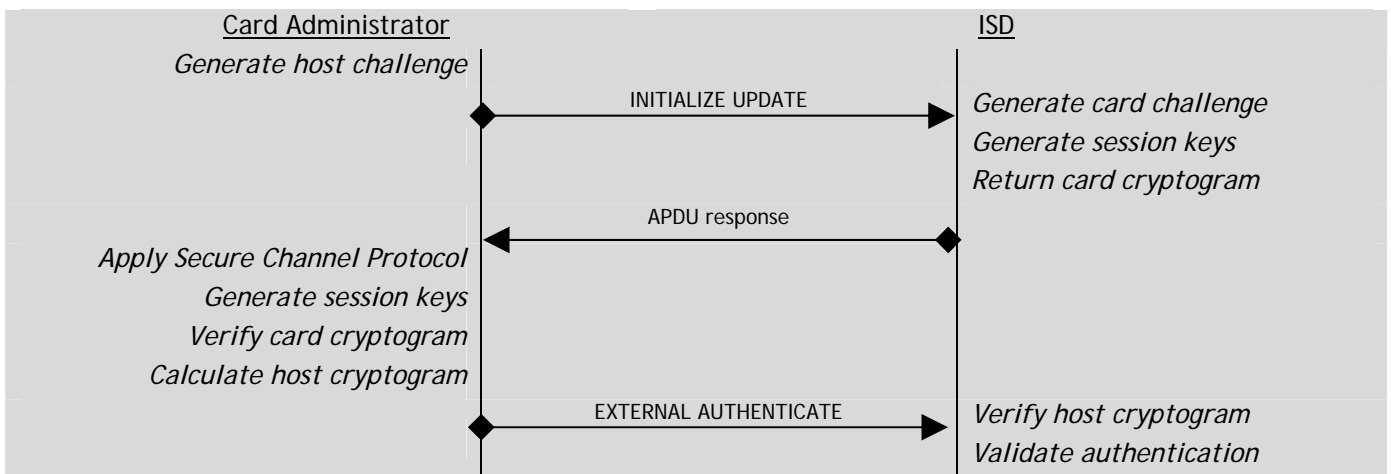 Card Administrator
ISD
Generate host challenge
INITIALIZE UPDATE
Generate card challenge
Generate session keys
Return card cryptogram
APDU response
Apply Secure Channel Protocol
Generate session keys
Verify card cryptogram
Calculate host cryptogram
EXTERNAL AUTHENTICATE
Verify host cryptogram
Validate authentication